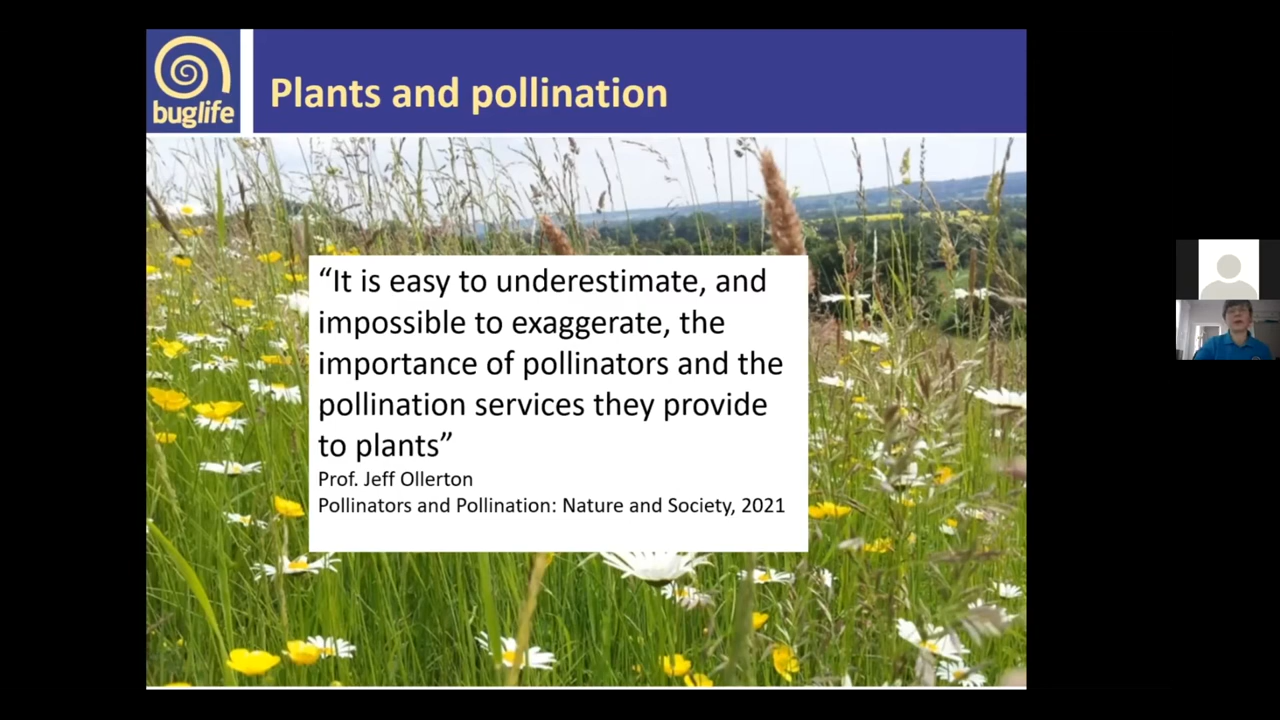 buglife
Plants and pollination
“It is easy to underestimate, and
impossible to exaggerate, the
importance of pollinators and the
pollination services they provide
to plants”
Prof. Jeff Ollerton
Pollinators and Pollination: Nature and Society, 2021